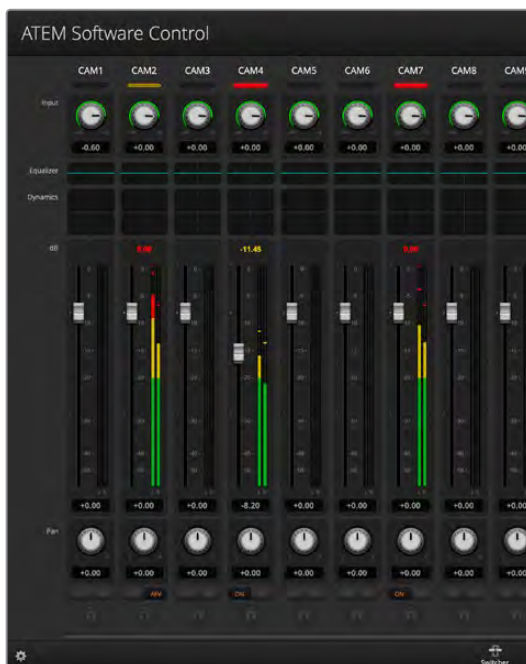 ATEM Software Control
CAM1 CAM2 CAM3 CAM4 CAM5 CAM6 CAM7 CAM8 CAM9
Input
-0.60 +0.00 +0.00 +0.00 +0.00 +0.00 +0.00 +0.00 +0.00
Equalizer
Dynamics
dB 0.00 -11.45 0.00
+0.00 +0.00 +0.00 -8.20 +0.00 +0.00 +0.00 +0.00
Pan
+0.00 +0.00 +0.00 +0.00 +0.00 +0.00 +0.00 +0.00
AFV ON ON
Switcher